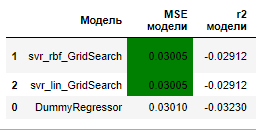 Модель MSE модели r2 модели
1 svr_rbf_GridSearch 0.03005 -0.02912
2 svr_lin_GridSearch 0.03005 -0.02912
0 DummyRegressor 0.03010 -0.03230